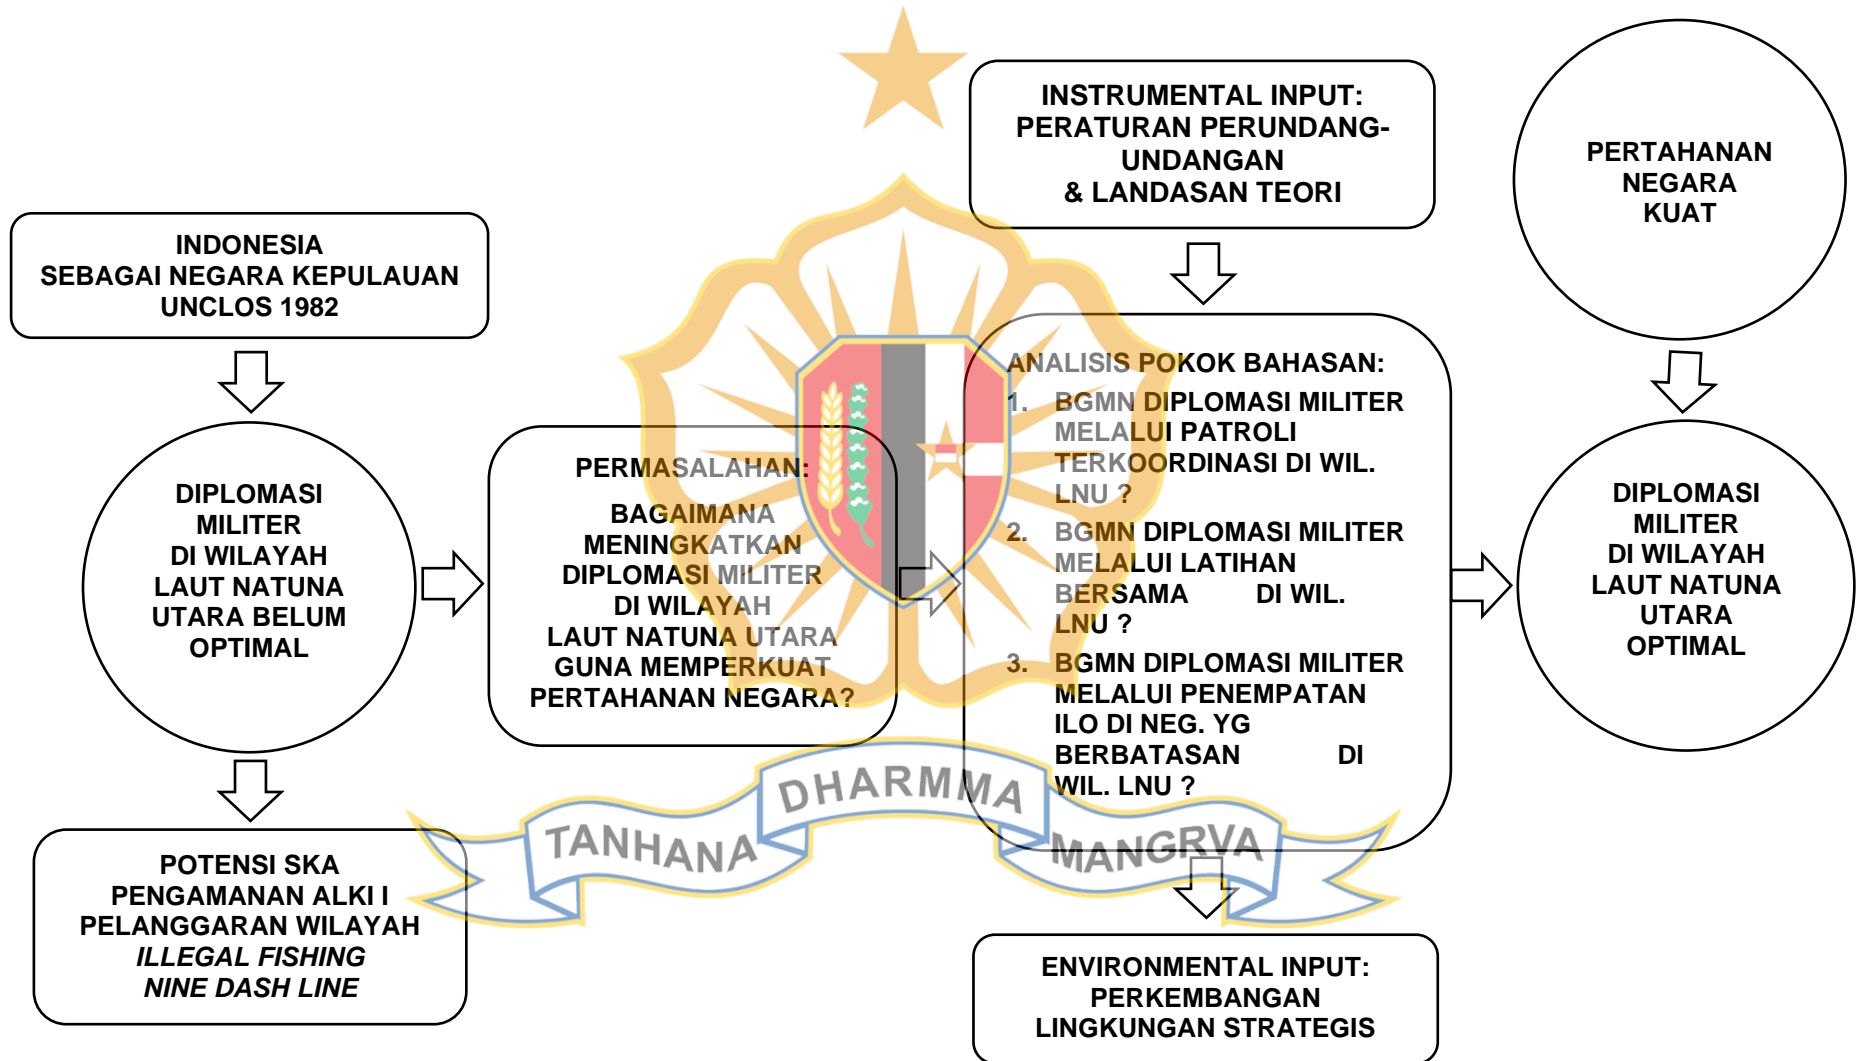 INDONESIA
SEBAGAI NEGARA KEPULAUAN
UNCLOS 1982
DIPLOMASI
MILITER
DI WILAYAH
LAUT NATUNA
UTARA BELUM
OPTIMAL
POTENSI SKA
PENGAMANAN ALKI I
PELANGGARAN WILAYAH
ILLEGAL FISHING
NINE DASH LINE
PERMASALAHAN:
BAGAIMANA
MENINGKATKAN
DIPLOMASI MILITER
DI WILAYAH
LAUT NATUNA UTARA
GUNA MEMPERKUAT
PERTAHANAN NEGARA?
INSTRUMENTAL INPUT:
PERATURAN PERUNDANG-
UNDANGAN
& LANDASAN TEORI
ANALISIS POKOK BAHASAN:
1. BGMN DIPLOMASI MILITER
MELALUI PATROLI
TERKOORDINASI DI WIL.
LNU ?
2. BGMN DIPLOMASI MILITER
MELALUI LATIHAN
BERSAMA DI WIL.
LNU ?
3. BGMN DIPLOMASI MILITER
MELALUI PENEMPATAN
ILO DI NEG. YG
BERBATASAN DI
WIL. LNU ?
ENVIRONMENTAL INPUT:
PERKEMBANGAN
LINGKUNGAN STRATEGIS
PERTAHANAN
NEGARA
KUAT
DIPLOMASI
MILITER
DI WILAYAH
LAUT NATUNA
UTARA
OPTIMAL
TANHANA DHARMMA MANGRVA